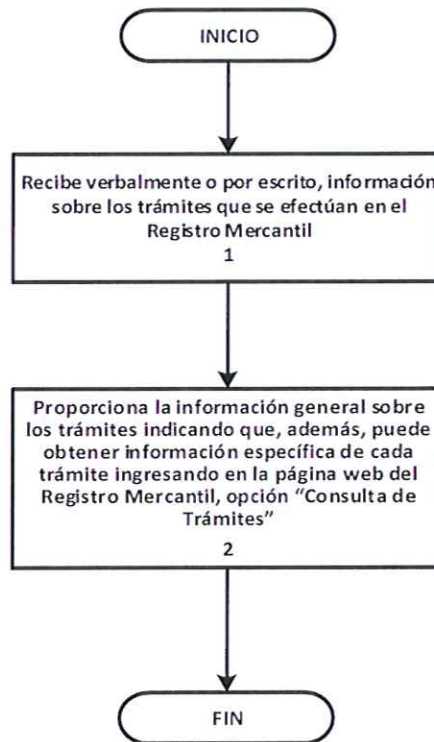 INICIO
Recibe verbalmente o por escrito, información
sobre los trámites que se efectúan en el
Registro Mercantil
1
Proporciona la información general sobre
los trámites indicando que, además, puede
obtener información específica de cada
trámite ingresando en la página web del
Registro Mercantil, opción “Consulta de
Trámites”
2
FIN